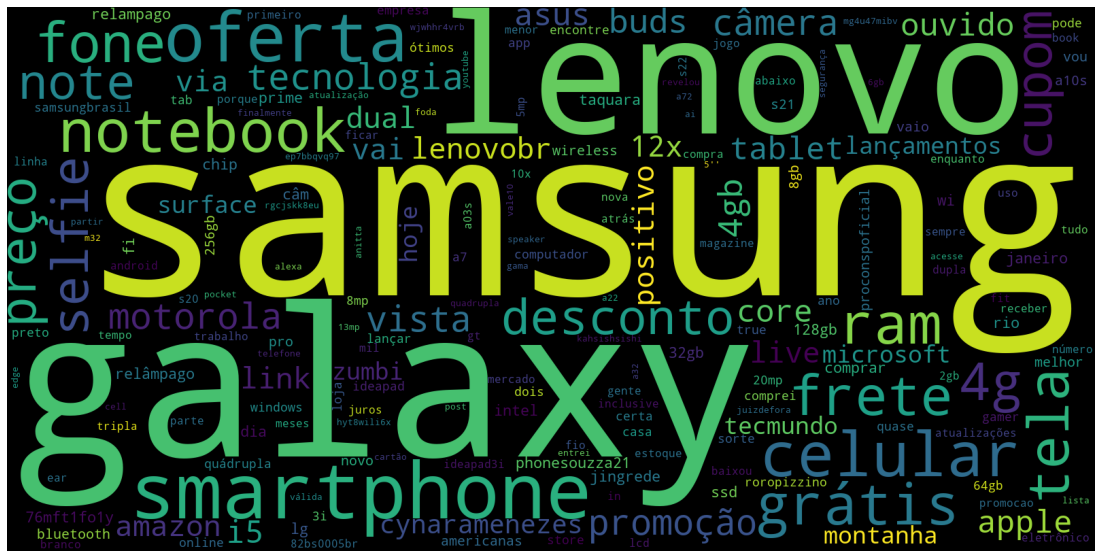 relampago
primeiro
empresa
wjwhhr4vrb
asus
buds
câmera
ouvido
mg4u47mibv
pode
fone
oferta
lenovo
ótimos
youtube
encontre
menor
app
jogo
vou
book
note
via
tecnologia
revelou
s22
abaixo
segurança
6gb
a10s
cupom
samsungbrasil
tab
porque
prime
atualização
finalmente
foda
5mp
taquara
a72
ai
s21
vaio
notebook
dual
ficar
linha
chip
ep7bbqvq97
vai
lenovobr
wireless
12x
compra
5''
tablet
lançamentos
enquanto
preço
selfie
samsung
surface
câm
rgcjskk8eu
10x
nova
atrás
4gb
8gb
wi
uso
sempre
tudo
partir
m32
fi
256gb
anitta
hoje
a03s
a7
vale10
speaker
gama
computador
positivo
magazine
proconspoficial
dupla
janeiro
acesse
android
alexa
s20
pocket
8mp
quadrupla
a22
ano
fit
receber
rio
preto
motorola
vista
desconto
core
ram
tempo
trabalho
13mp
telefone
pro
lançar
gt
kahsishsishi
true
128gb
live
microsoft
melhor
número
edge
galaxy
relâmpago
link
zumbi
mil
ideapad
mercado
dois
a32
gente
32gb
20mp
comprei
comprar
2gb
4g
gamer
tela
celi
windows
loja
juros
post
intel
inclusive
certa
juizdefora
frete
tripla
parte
dia
meses
hyt8wili6x
fio
casa
sorte
tecmundo
quase
atualizações
ear
quádrupla
novo
cartão
ideapad3i
entrei
estoque
phonesouzza21
baixou
celular
smartphone
jingrede
in
ssd
roropizzino
64gb
promocao
lista
76mft1fo1y
amazon
i5
3i
válida
cynaramenezes
promoção
grátis
apple
bluetooth
branco
lg
online
82bs0005br
americanas
store
lcd
montanha
eletrônico